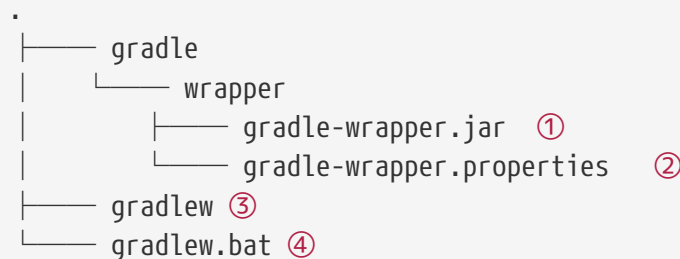 .
├── gradle
│   └── wrapper
│       ├── gradle-wrapper.jar ①
│       └── gradle-wrapper.properties ②
├── gradlew ③
└── gradlew.bat ④